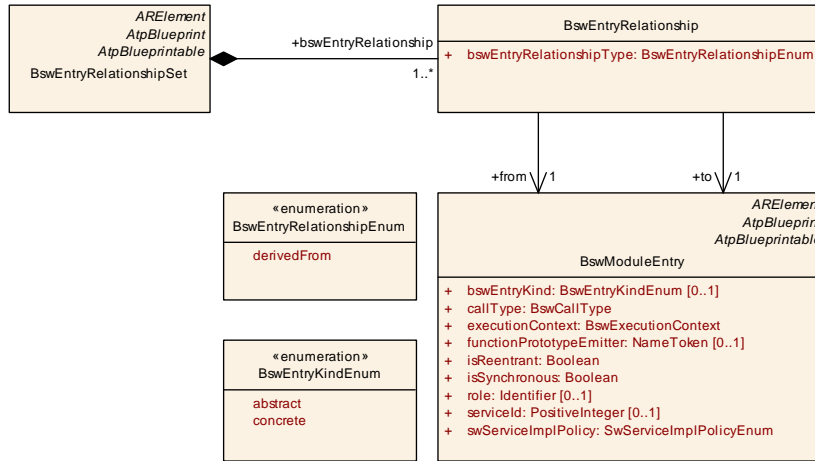 ARElement
AtpBlueprint
AtpBlueprintable
BswEntryRelationshipSet
+bswEntryRelationship
1..*
BswEntryRelationship
+ bswEntryRelationshipType: BswEntryRelationshipEnum
+from
1
+to
1
«enumeration»
BswEntryRelationshipEnum
derivedFrom
ARElement
AtpBlueprint
AtpBlueprintable
BswModuleEntry
+ bswEntryKind: BswEntryKindEnum [0..1]
+ callType: BswCallType
+ executionContext: BswExecutionContext
+ functionPrototypeEmitter: NameToken [0..1]
+ isReentrant: Boolean
+ isSynchronous: Boolean
+ role: Identifier [0..1]
+ serviceId: PositiveInteger [0..1]
+ swServiceImplPolicy: SwServiceImplPolicyEnum
«enumeration»
BswEntryKindEnum
abstract
concrete